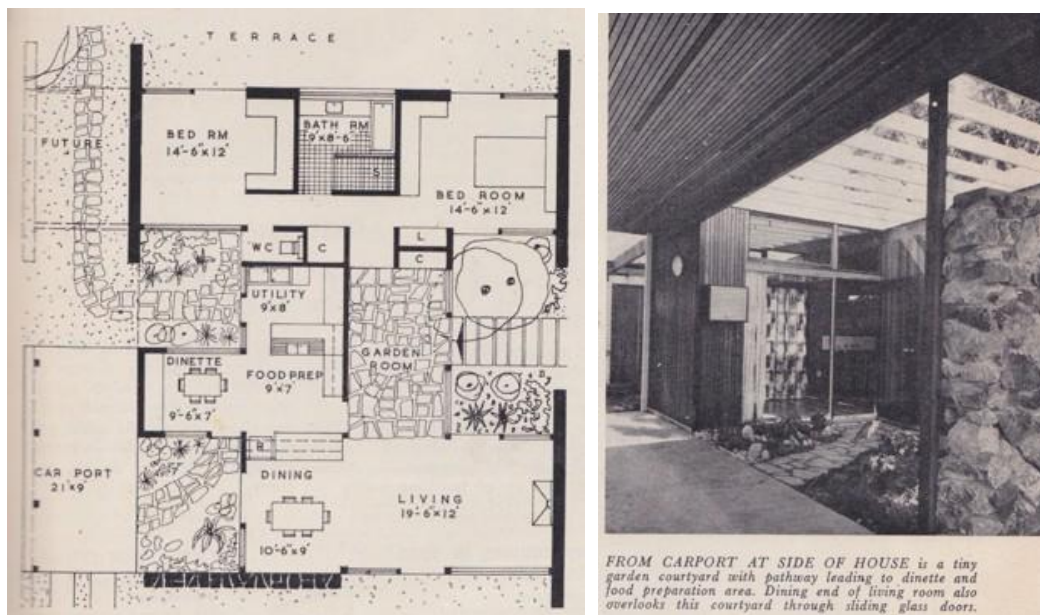 TERRACE
BED RM
14'-6"x12'
BATH RM
9'x8-6"
S
FUTURE
BED ROOM
14'-6"x12'
WC
C
L
C
UTILITY
9'x8'
DINETTE
9'-6"x7'
FOOD PREP
9'x7'
GARDEN
ROOM
CAR PORT
21'x9'
R
DINING
10'-6"x9'
LIVING
19'-6"x12'
FROM CARPORT AT SIDE OF HOUSE is a tiny
garden courtyard with pathway leading to dinette and
food preparation area. Dining end of living room also
overlooks this courtyard through sliding glass doors.